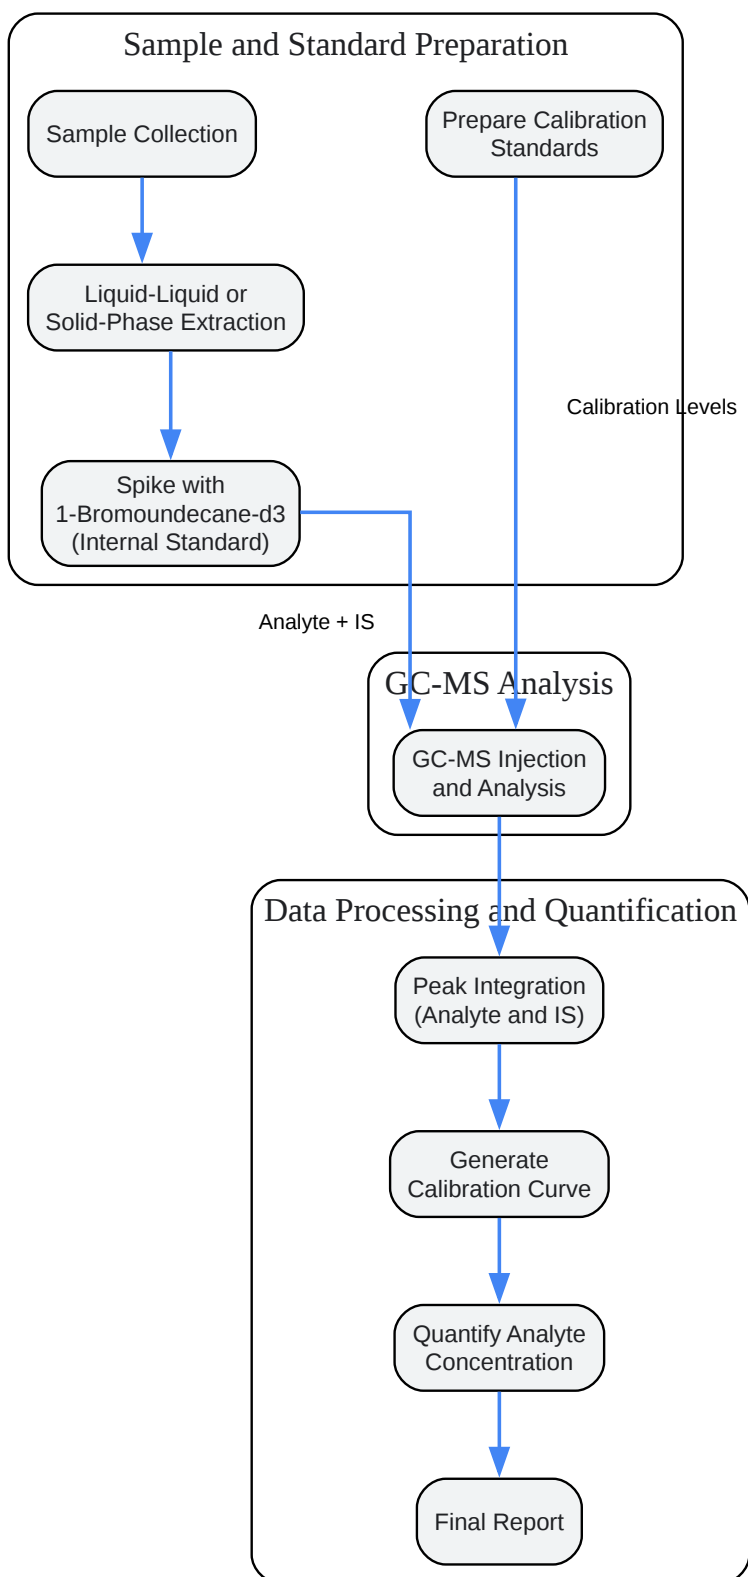 Sample and Standard Preparation
Sample Collection
Prepare Calibration
Standards
Liquid-Liquid or
Solid-Phase Extraction
Calibration Levels
Spike with
1-Bromoundecane-d3
(Internal Standard)
Analyte + IS
GC-MS Analysis
GC-MS Injection
and Analysis
Data Processing and Quantification
Peak Integration
(Analyte and IS)
Generate
Calibration Curve
Quantify Analyte
Concentration
Final Report